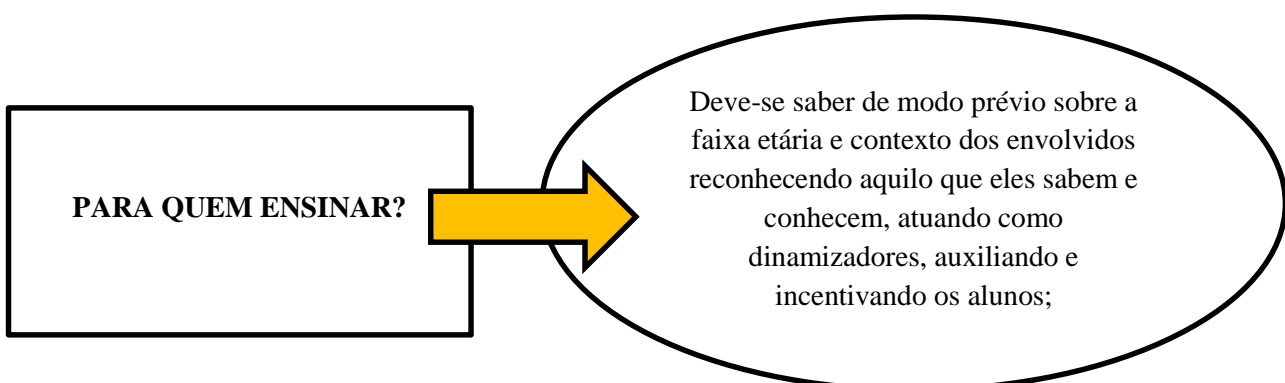 PARA QUEM ENSINAR?
Deve-se saber de modo prévio sobre a
faixa etária e contexto dos envolvidos
reconhecendo aquilo que eles sabem e
conhecem, atuando como
dinamizadores, auxiliando e
incentivando os alunos;